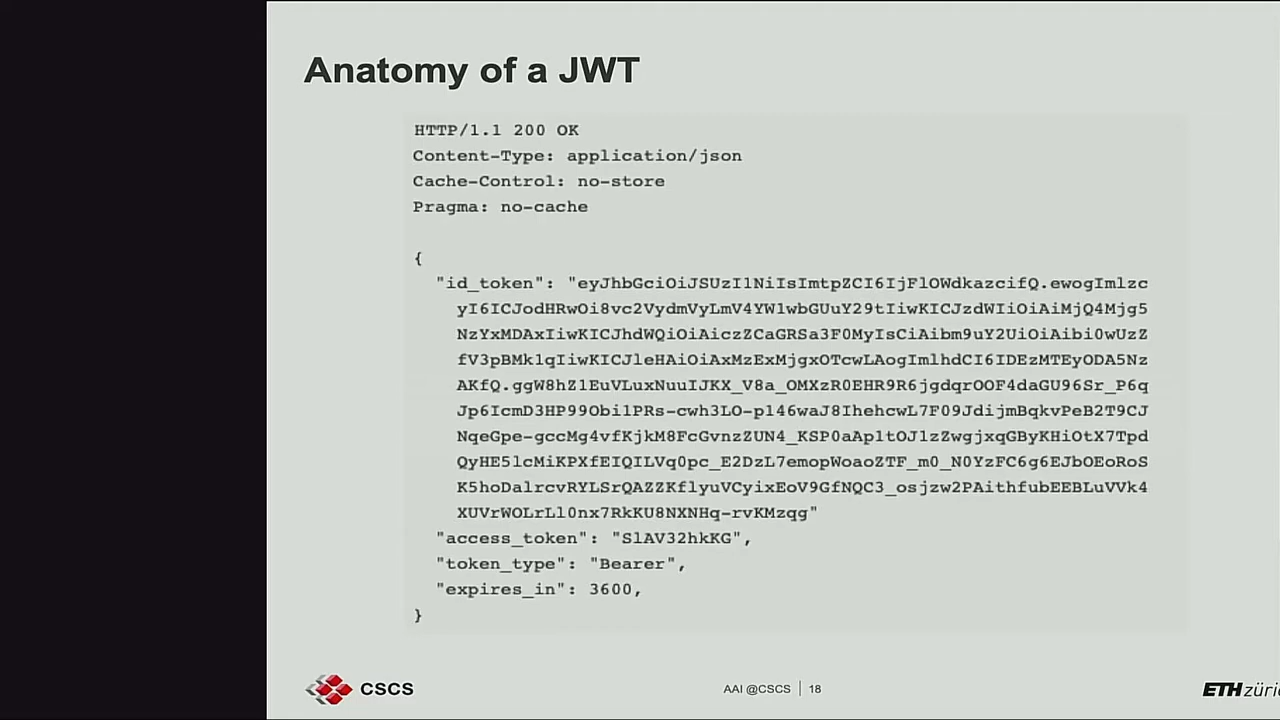 Anatomy of a JWT
HTTP/1.1 200 OK
Content-Type: application/json
Cache-Control: no-store
Pragma: no-cache
{
"id_token": "eyJhbGciOiJSUzI1NiIsImtpZCI6IjFlOWdkazcifQ.ewogImlzc
yI6ICJodHRwOi8vc2VydmVyLmV4YW1wbGUuY29tIiwKICJzdWIiOiAiMjQ4Mjg5
NzYxMDAxIiwKICJhdWQiOiAiczZCaGRSa3F0MyIsCiAibm9uY2UiOiAibi0wUzZ
fV3pBMk1qIiwKICJleHAiOiAxMzExMjgxOTcwLAogImlhdCI6IDEzMTEyODA5Nz
AKfQ.ggW8hZ1EuVLuxNuuIJKX_V8a_OMXzR0EHR9R6jgdqrOOF4daGU96Sr_P6q
Jp6IcmD3HP99Obi1PRs-cwh3LO-p146waJ8IhehcwL7F09JdijmBqkvPeB2T9CJ
NqeGpe-gccMg4vfKjkM8FcGvnzZUN4_KSP0aAp1tOJ1zZwgjxqGByKHiOtX7Tpd
QyHE5lcMiKPXfEIQILVq0pc_E2DzL7emopWoaoZTF_m0_N0YzFC6g6EJbOEoRoS
K5hoDalrcvRYLSrQAZZKflyuVCyixEoV9GfNQC3_osjzw2PAithfubEEBLuVVk4
XUVrWOLrLl0nx7RkKU8NXNHq-rvKMzqg"
"access_token": "SlAV32hkKG",
"token_type": "Bearer",
"expires_in": 3600,
}
CSCS
AAI @CSCS | 18